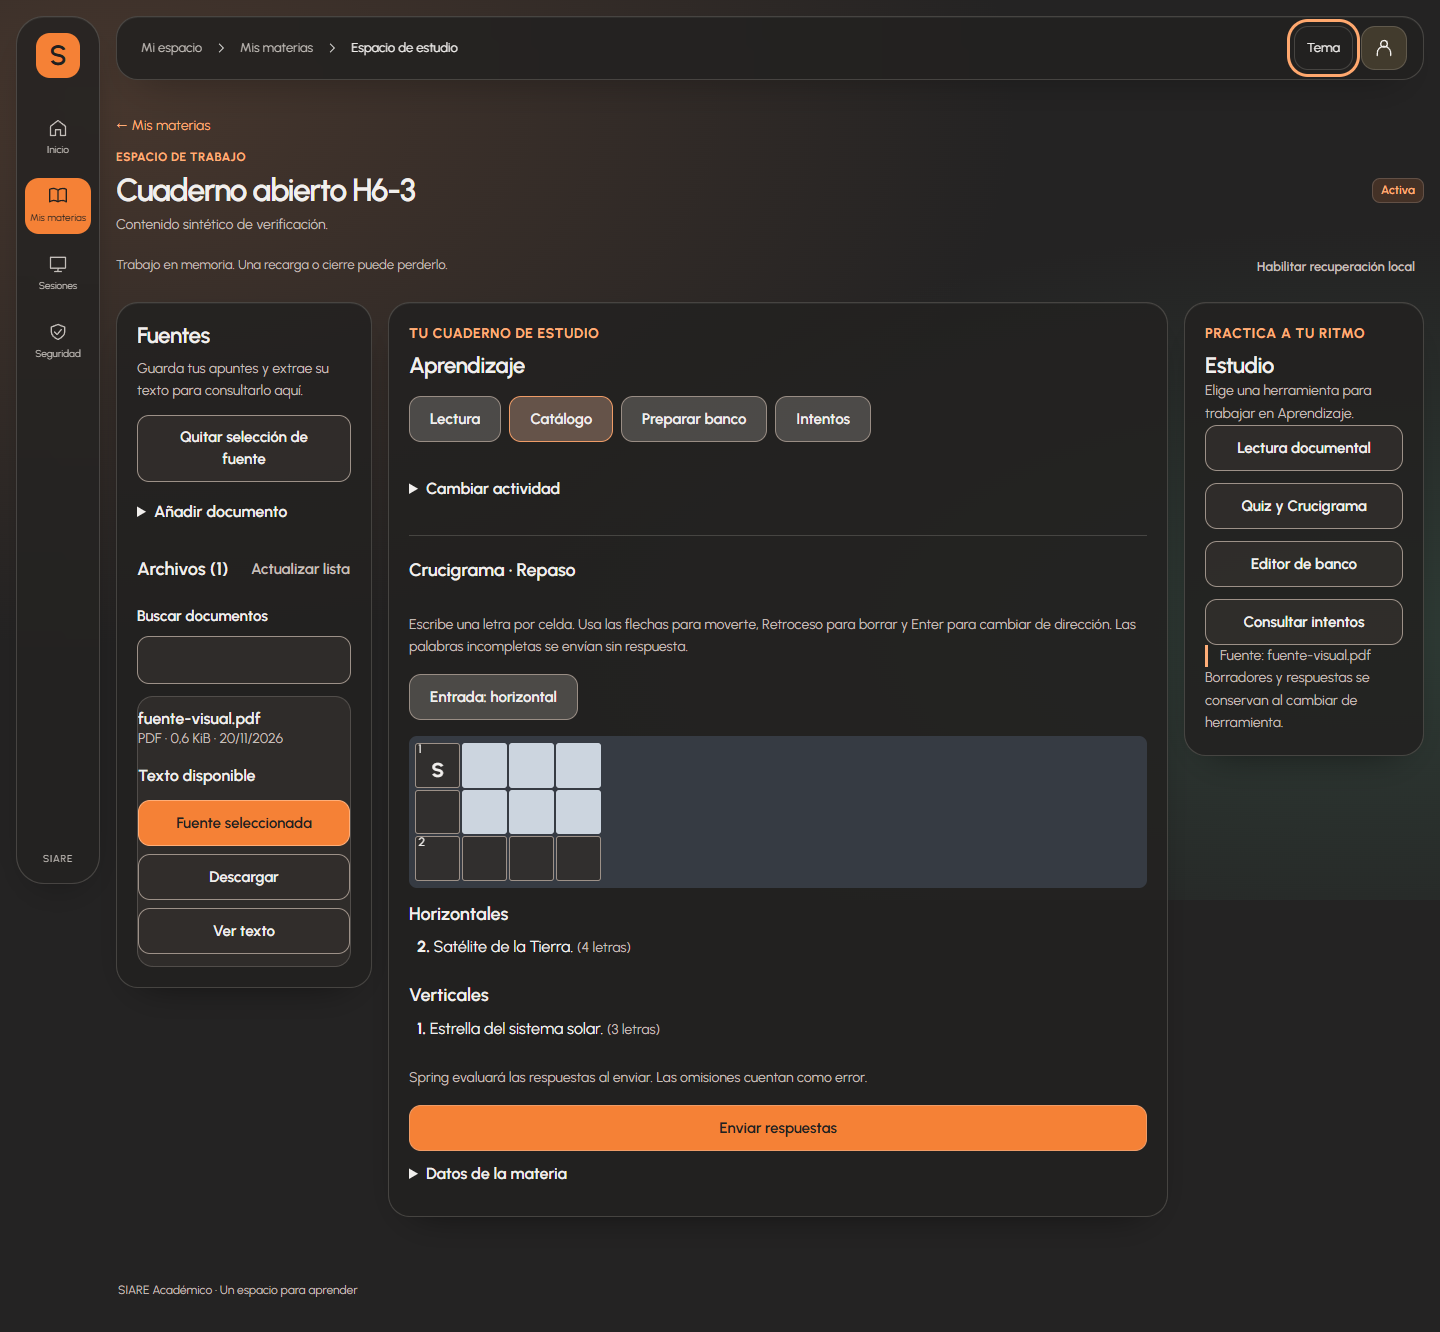 S
Inicio
Mis materias
Sesiones
Seguridad
SIARE
Mi espacio > Mis materias > Espacio de estudio
Tema
← Mis materias
ESPACIO DE TRABAJO
Cuaderno abierto H6-3
Activa
Contenido sintético de verificación.
Trabajo en memoria. Una recarga o cierre puede perderlo.
Habilitar recuperación local
Fuentes
Guarda tus apuntes y extrae su
texto para consultarlo aquí.
Quitar selección de
fuente
Añadir documento
Archivos (1)
Actualizar lista
Buscar documentos
fuente-visual.pdf
PDF · 0,6 KiB · 20/11/2026
Texto disponible
Fuente seleccionada
Descargar
Ver texto
TU CUADERNO DE ESTUDIO
Aprendizaje
Lectura
Catálogo
Preparar banco
Intentos
Cambiar actividad
Crucigrama · Repaso
Escribe una letra por celda. Usa las flechas para moverte, Retroceso para borrar y Enter para cambiar de dirección. Las
palabras incompletas se envían sin respuesta.
Entrada: horizontal
1
S
2
Horizontales
2. Satélite de la Tierra. (4 letras)
Verticales
1. Estrella del sistema solar. (3 letras)
Spring evaluará las respuestas al enviar. Las omisiones cuentan como error.
Enviar respuestas
Datos de la materia
PRACTICA A TU RITMO
Estudio
Elige una herramienta para
trabajar en Aprendizaje.
Lectura documental
Quiz y Crucigrama
Editor de banco
Consultar intentos
Fuente: fuente-visual.pdf
Borradores y respuestas se
conservan al cambiar de
herramienta.
SIARE Académico · Un espacio para aprender